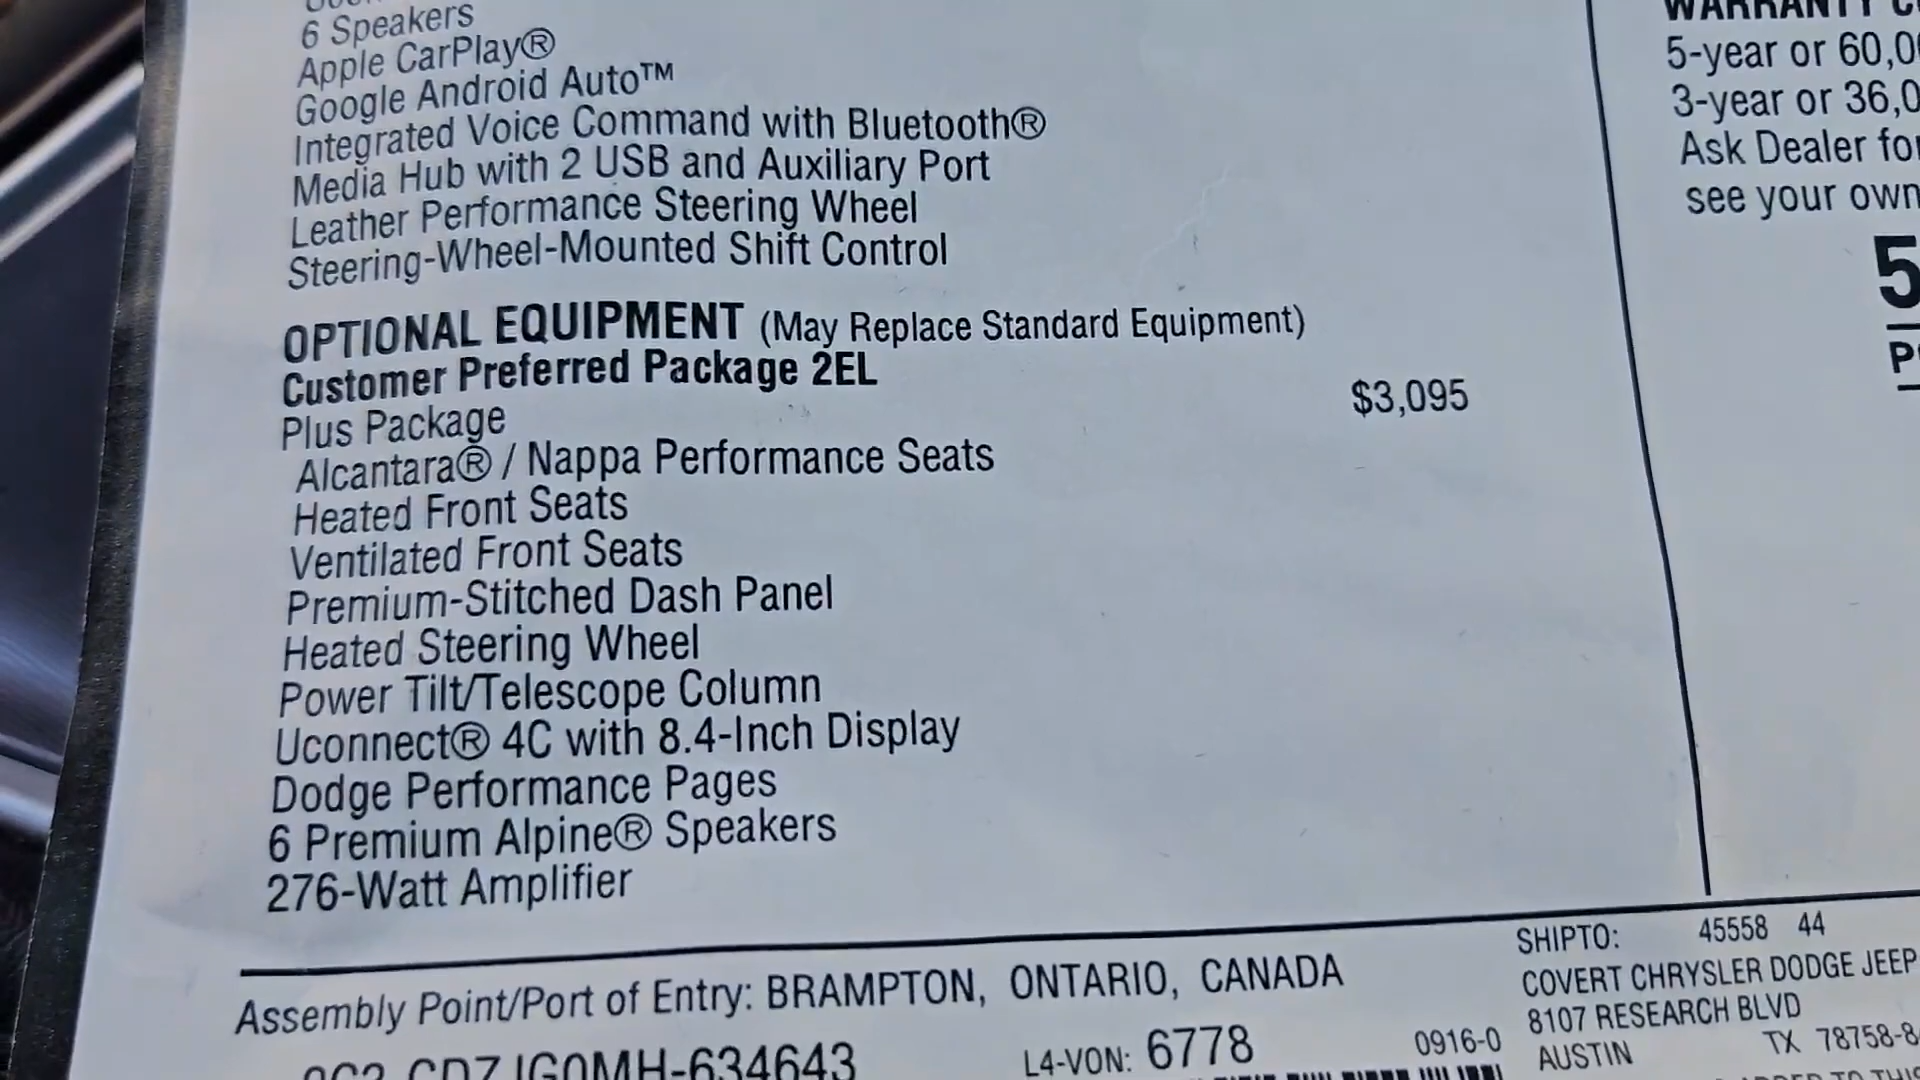 6 Speakers
Apple CarPlay®
Google Android Auto™
Integrated Voice Command with Bluetooth®
Media Hub with 2 USB and Auxiliary Port
Leather Performance Steering Wheel
Steering-Wheel-Mounted Shift Control
OPTIONAL EQUIPMENT (May Replace Standard Equipment)
Customer Preferred Package 2EL
Plus Package $3,095
Alcantara® / Nappa Performance Seats
Heated Front Seats
Ventilated Front Seats
Premium-Stitched Dash Panel
Heated Steering Wheel
Power Tilt/Telescope Column
Uconnect® 4C with 8.4-Inch Display
Dodge Performance Pages
6 Premium Alpine® Speakers
276-Watt Amplifier
Assembly Point/Port of Entry: BRAMPTON, ONTARIO, CANADA
L4-VON: 6778 0916-0
WARRANTY
5-year or 60,0
3-year or 36,0
Ask Dealer for
see your own
5
SHIPTO: 45558 44
COVERT CHRYSLER DODGE JEEP
8107 RESEARCH BLVD
AUSTIN TX 78758-8